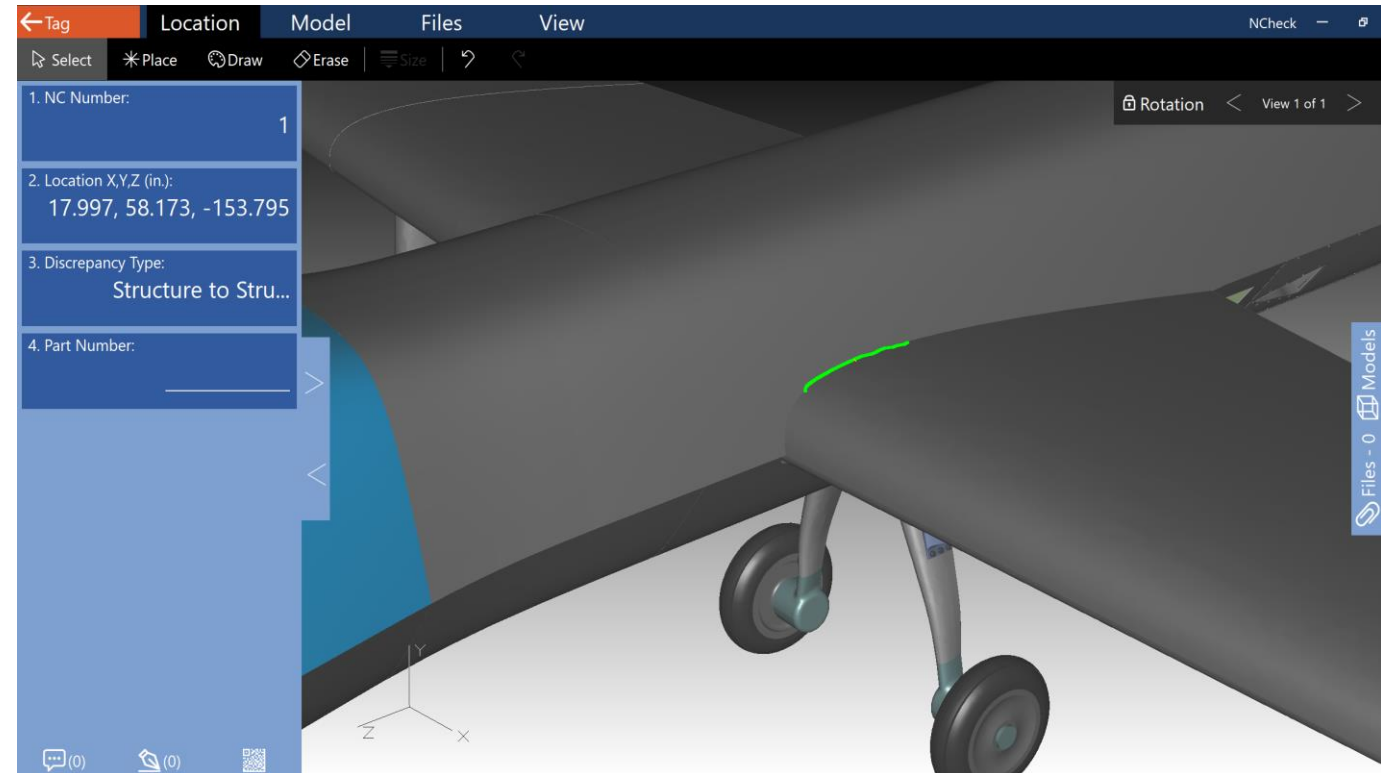 Tag
Location
Model
Files
View
NCheck
Select
Place
Draw
Erase
Size
1. NC Number:
1
2. Location X,Y,Z (in.):
17.997, 58.173, -153.795
3. Discrepancy Type:
Structure to Stru...
4. Part Number:
Rotation
View 1 of 1
Models
Files - 0
Y
Z
X
(0)
(0)